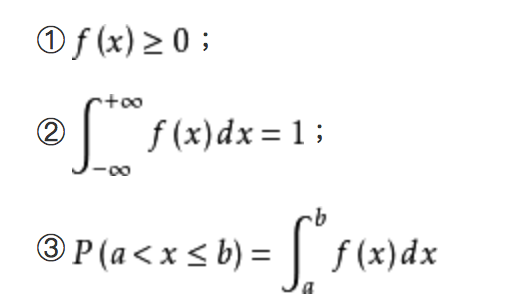 ① f (x) ≥ 0 ;
② ∫_{-∞}^{+∞} f (x) dx = 1 ;
③ P (a < x ≤ b) = ∫_a^b f (x) dx